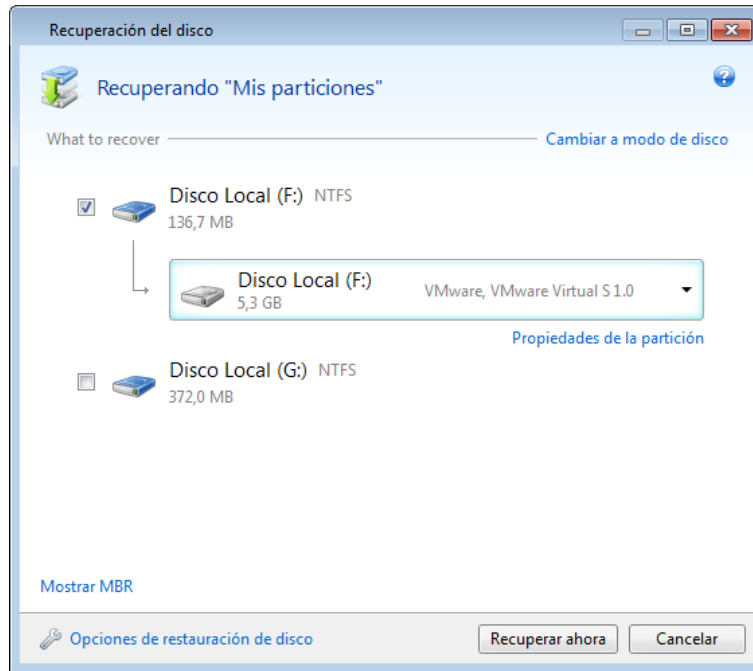 Recuperación del disco
Recuperando "Mis particiones"
What to recover Cambiar a modo de disco
Disco Local (F:) NTFS
136,7 MB
Disco Local (F:) VMware, VMware Virtual S 1.0
5,3 GB
Propiedades de la partición
Disco Local (G:) NTFS
372,0 MB
Mostrar MBR
Opciones de restauración de disco Recuperar ahora Cancelar